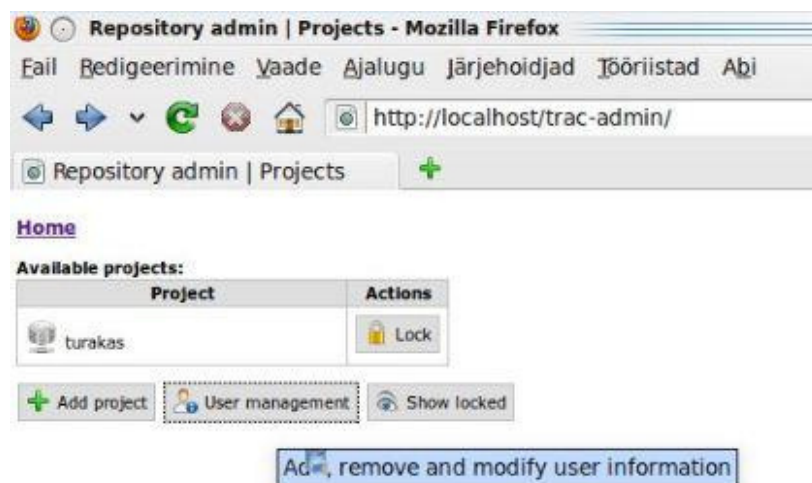 Repository admin | Projects - Mozilla Firefox
Fail Redigeerimine Vaade Ajalugu Järjehoidjad Tööriistad Abi
http://localhost/trac-admin/
Repository admin | Projects
Home
Available projects:
Project Actions
turakas Lock
Add project User management Show locked
remove and modify user information